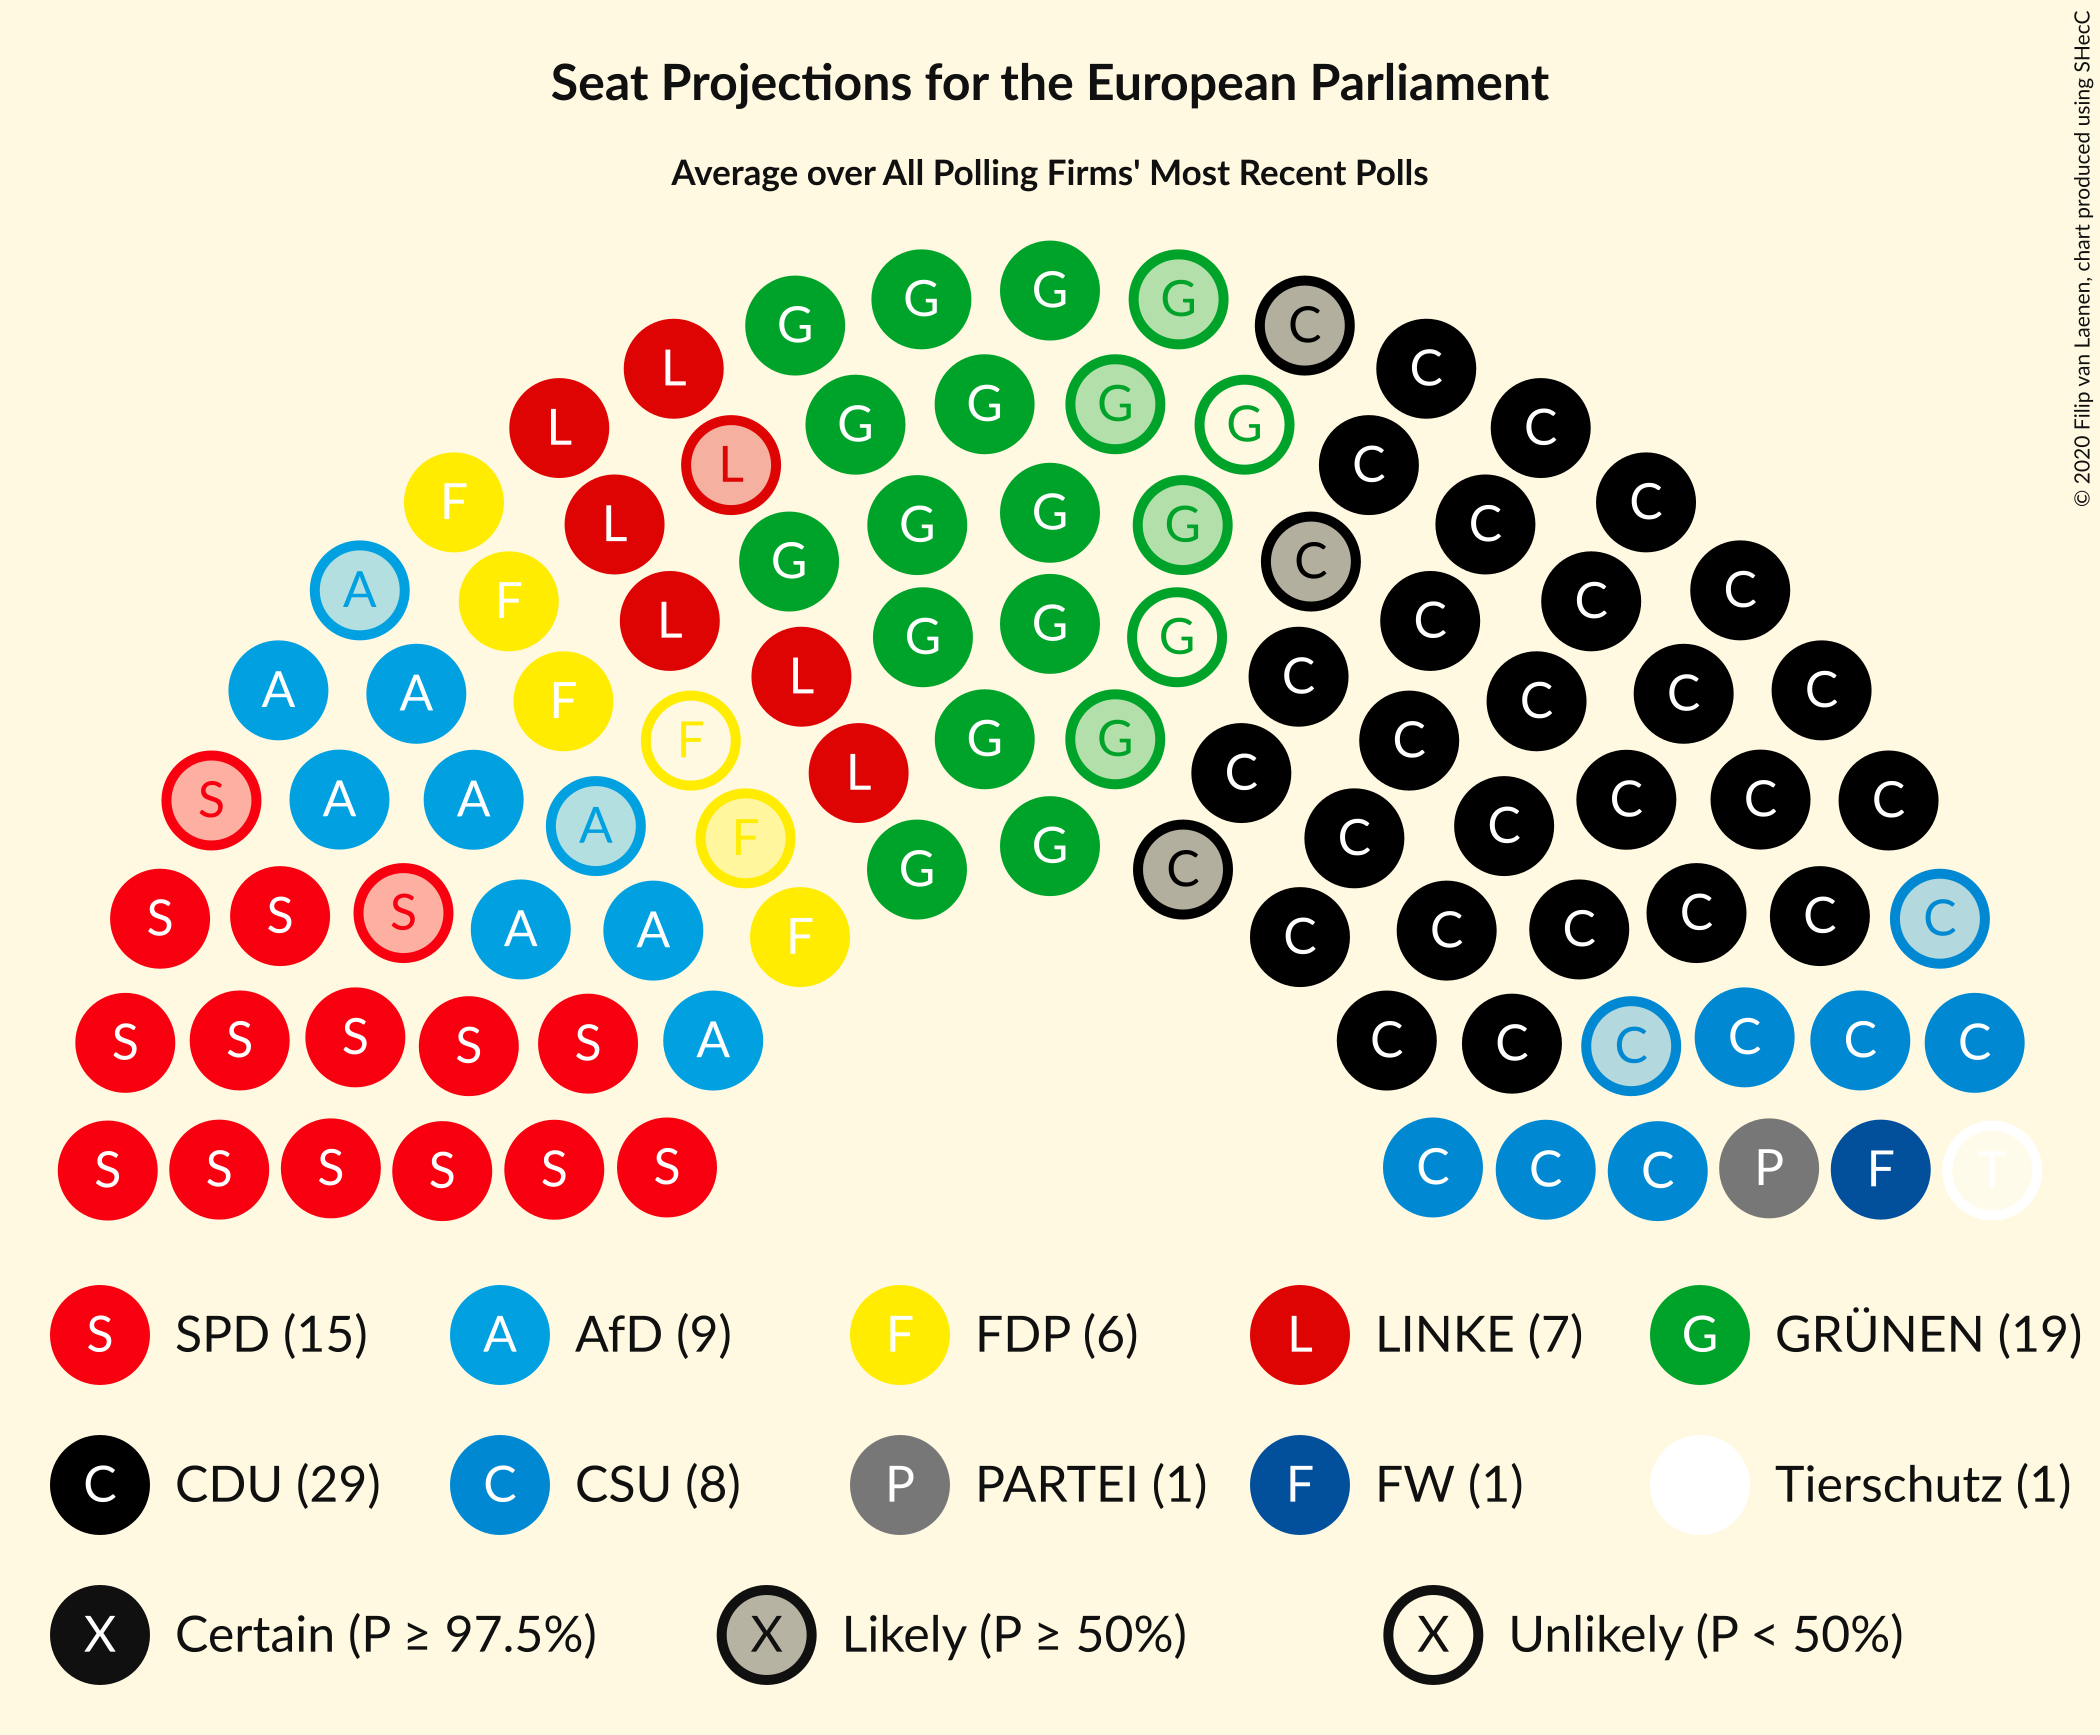 Seat Projections for the European Parliament
Average over All Polling Firms' Most Recent Polls
© 2020 Filip van Laenen, chart produced using SHecC
G G G G C
L G G G G C C
L L G G G G C C C
F L G G G C C C
A F L G G G C C C C
A A F F L L G G C C C C C C
S A A A F F G C C C C C C C
S S S A A F G C C C C C C C
S S S S S A C C C C C C
S S S S S S C C C P F T
S SPD (15) A AfD (9) F FDP (6) L LINKE (7) G GRÜNEN (19)
C CDU (29) C CSU (8) P PARTEI (1) F FW (1) Tierschutz (1)
X Certain (P ≥ 97.5%) X Likely (P ≥ 50%) X Unlikely (P < 50%)